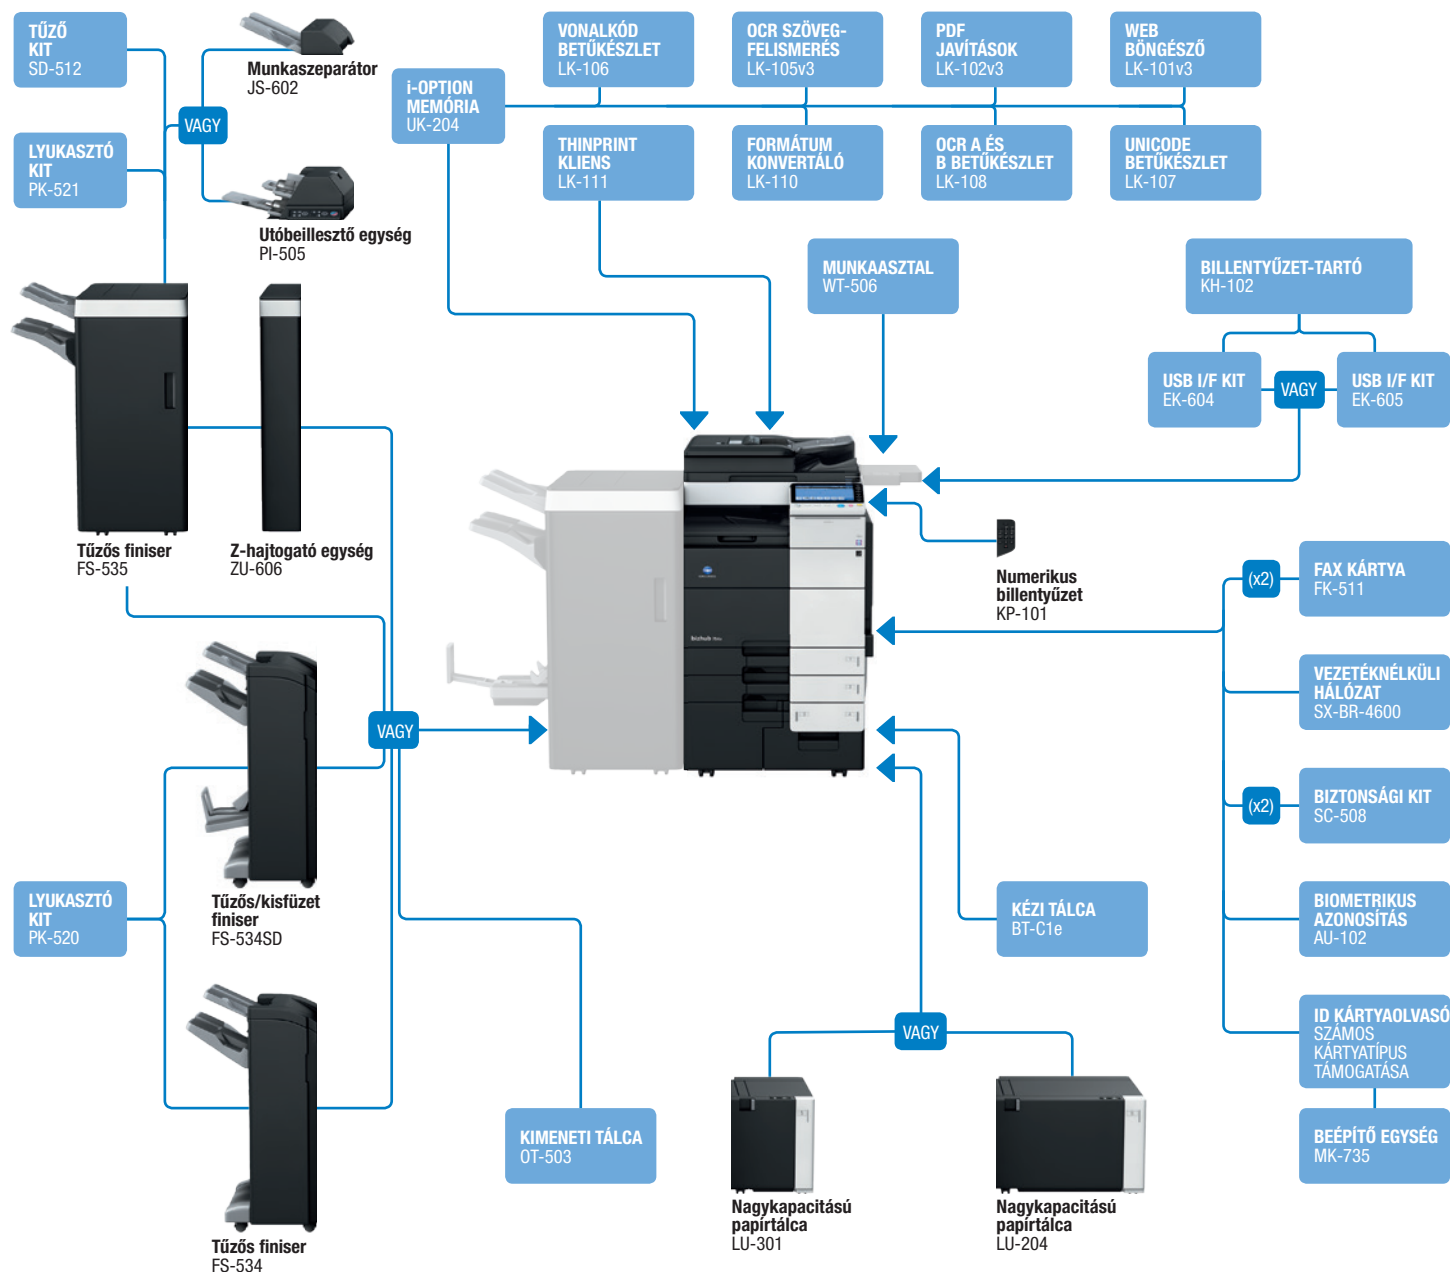 TŰZŐ
KIT
SD-512
Munkaszeparátor
JS-602
VAGY
LYUKASZTÓ
KIT
PK-521
Utóbeillesztő egység
PI-505
i-OPTION
MEMÓRIA
UK-204
VONALKÓD
BETŰKÉSZLET
LK-106
OCR SZÖVEG-
FELISMERÉS
LK-105v3
PDF
JAVÍTÁSOK
LK-102v3
WEB
BÖNGÉSZŐ
LK-101v3
THINPRINT
KLIENS
LK-111
FORMÁTUM
KONVERTÁLÓ
LK-110
OCR A ÉS
B BETŰKÉSZLET
LK-108
UNICODE
BETŰKÉSZLET
LK-107
MUNKAASZTAL
WT-506
BILLENTYŰZET-TARTÓ
KH-102
USB I/F KIT
EK-604
VAGY
USB I/F KIT
EK-605
Tűzős finiser
FS-535
Z-hajtogató egység
ZU-606
Numerikus
billentyűzet
KP-101
(x2)
FAX KÁRTYA
FK-511
bizhub
VEZETÉKNÉLKÜLI
HÁLÓZAT
SX-BR-4600
VAGY
(x2)
BIZTONSÁGI KIT
SC-508
LYUKASZTÓ
KIT
PK-520
Tűzős/kisfüzet
finiser
FS-534SD
KÉZI TÁLCA
BT-C1e
BIOMETRIKUS
AZONOSÍTÁS
AU-102
VAGY
ID KÁRTYAOLVASÓ
SZÁMOS
KÁRTYATÍPUS
TÁMOGATÁSA
KIMENETI TÁLCA
OT-503
BEÉPÍTŐ EGYSÉG
MK-735
Nagykapacitású
papírtálca
LU-301
Nagykapacitású
papírtálca
LU-204
Tűzős finiser
FS-534